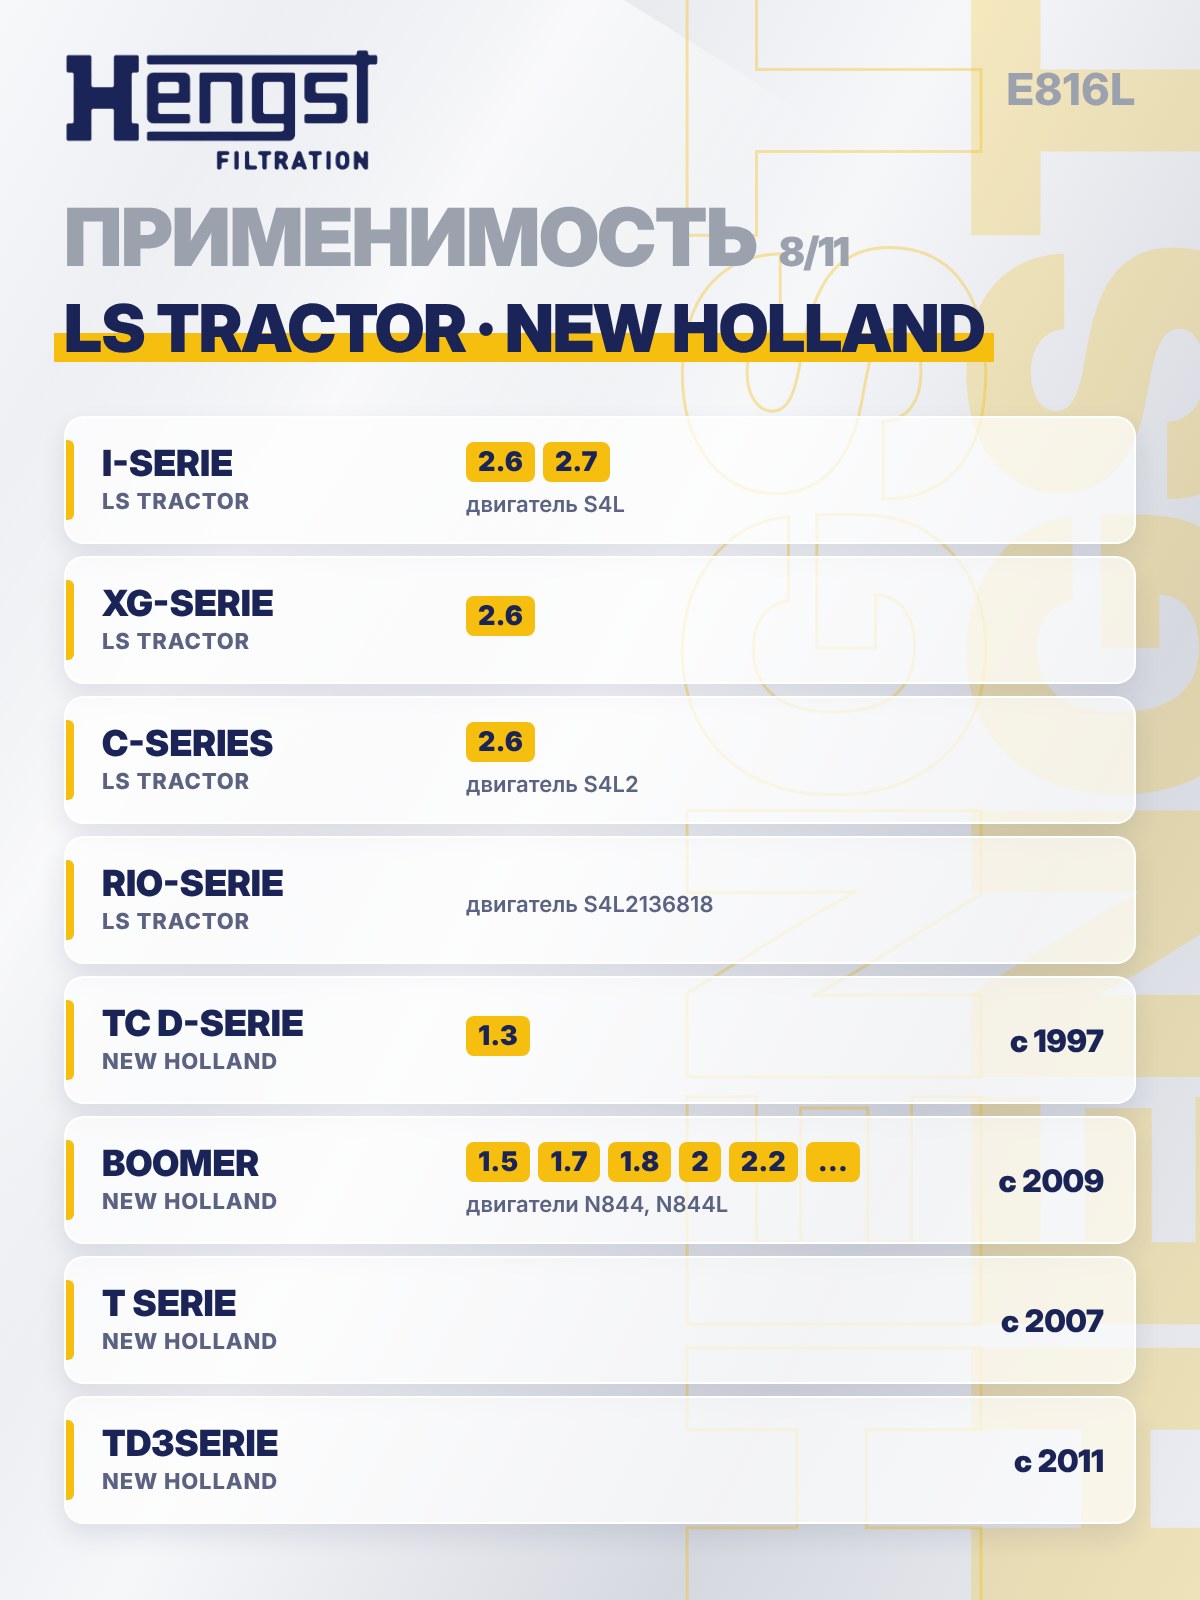 Hengst
FILTRATION
E816L
ПРИМЕНИМОСТЬ 8/11
LS TRACTOR · NEW HOLLAND
I-SERIE
LS TRACTOR
2.6 2.7
двигатель S4L
XG-SERIE
LS TRACTOR
2.6
C-SERIES
LS TRACTOR
2.6
двигатель S4L2
RIO-SERIE
LS TRACTOR
двигатель S4L2136818
TC D-SERIE
NEW HOLLAND
1.3
с 1997
BOOMER
NEW HOLLAND
1.5 1.7 1.8 2 2.2 ...
двигатели N844, N844L
с 2009
T SERIE
NEW HOLLAND
с 2007
TD3SERIE
NEW HOLLAND
с 2011
HENGST
HENGST